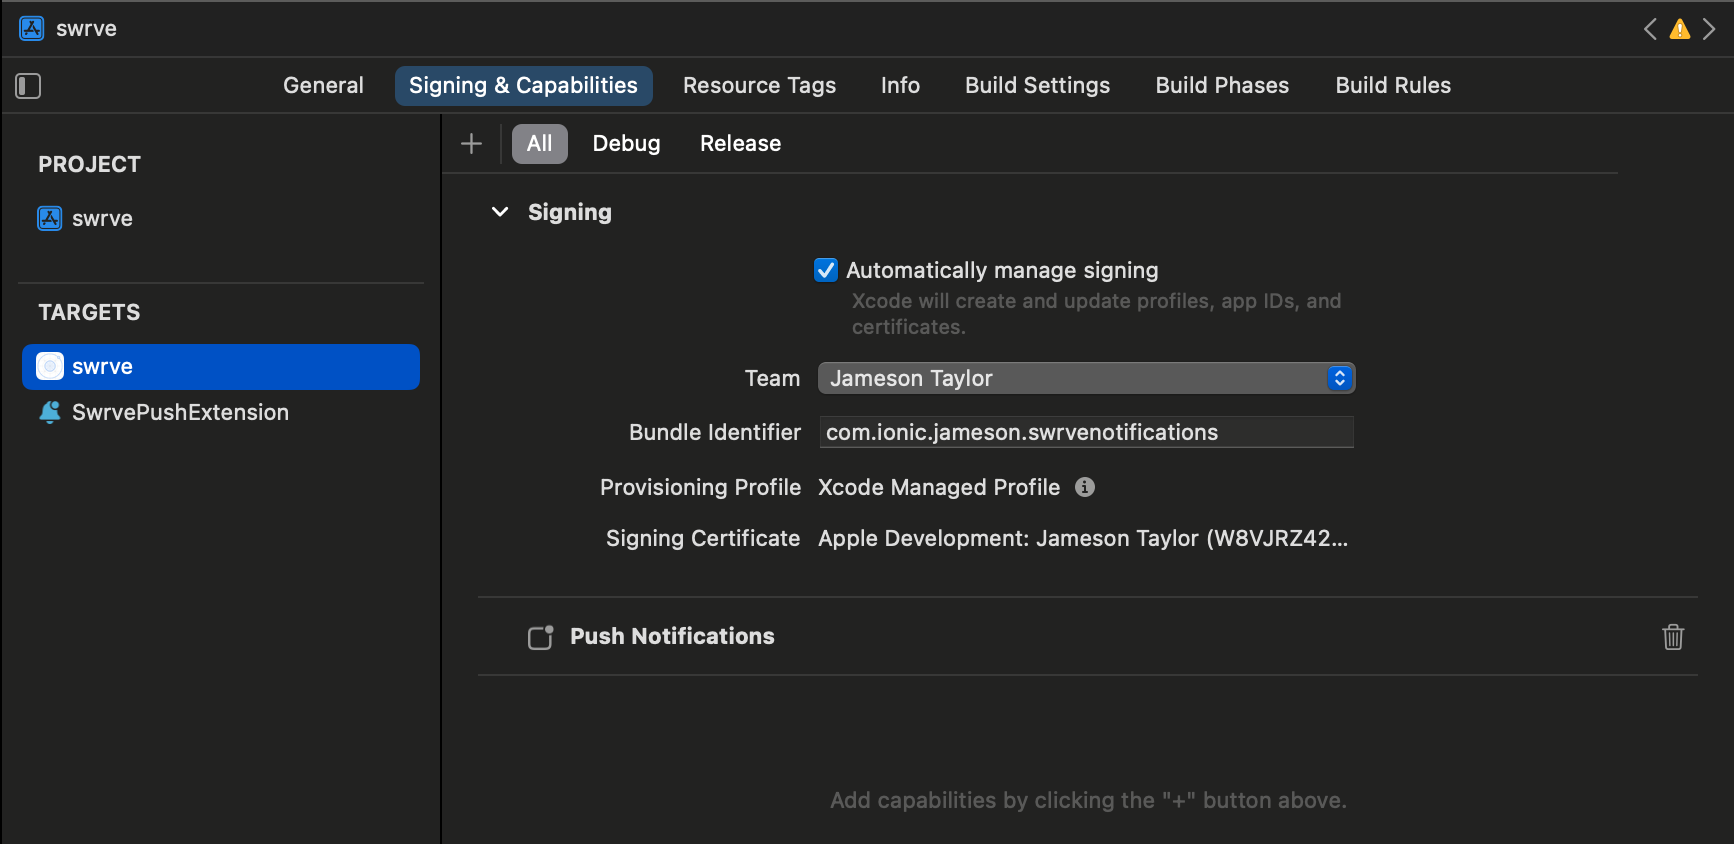 swrve
General Signing & Capabilities Resource Tags Info Build Settings Build Phases Build Rules
PROJECT
swrve
TARGETS
swrve
SwrvePushExtension
All Debug Release
Signing
Automatically manage signing
Xcode will create and update profiles, app IDs, and
certificates.
Team Jameson Taylor
Bundle Identifier com.ionic.jameson.swrvenotifications
Provisioning Profile Xcode Managed Profile
Signing Certificate Apple Development: Jameson Taylor (W8VJRZ42...
Push Notifications
Add capabilities by clicking the "+" button above.